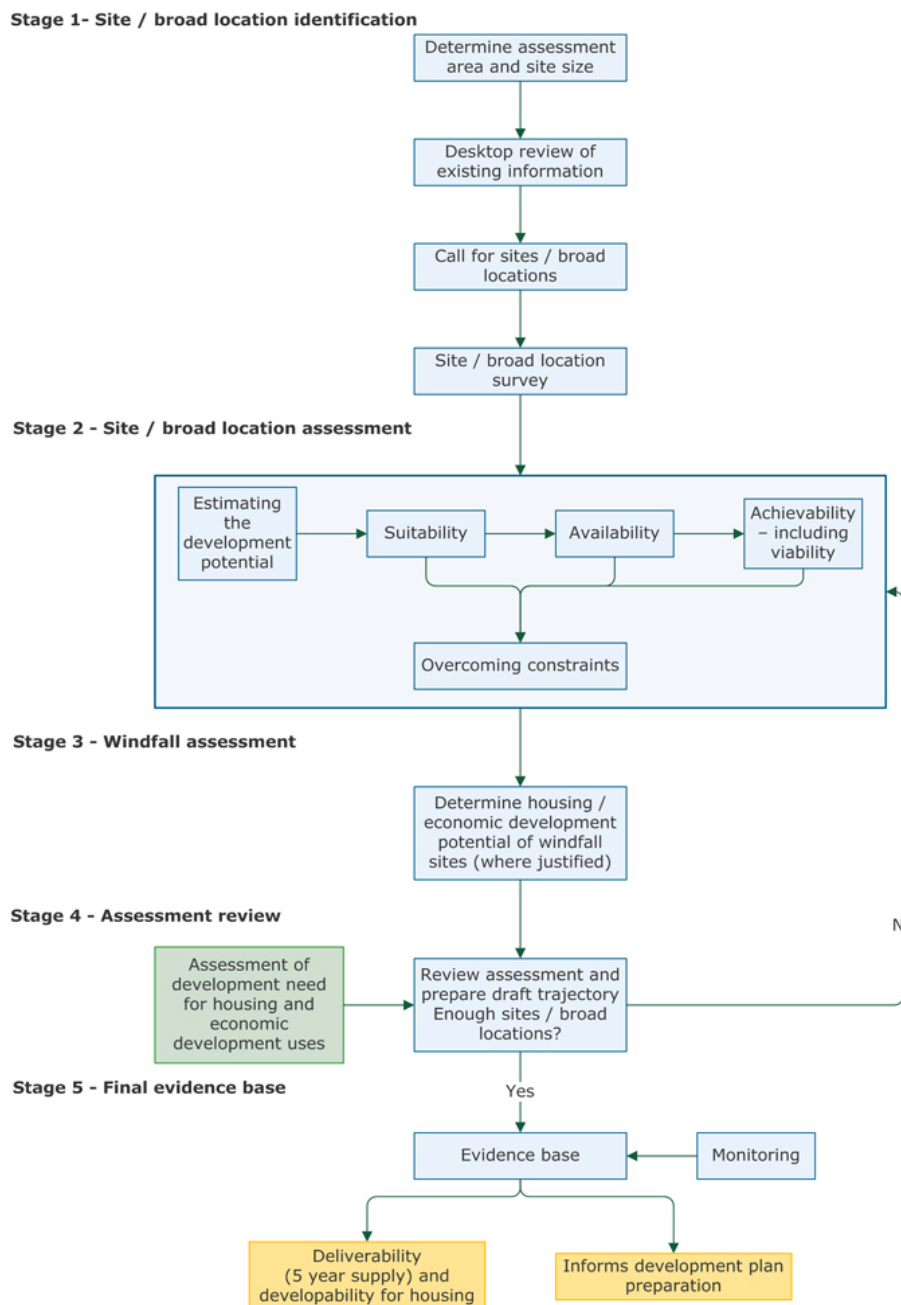 Stage 1- Site / broad location identification
Determine assessment
area and site size
Desktop review of
existing information
Call for sites / broad
locations
Site / broad location
survey
Stage 2 - Site / broad location assessment
Estimating
the
development
potential
Suitability
Availability
Achievability
– including
viability
Overcoming constraints
Stage 3 - Windfall assessment
Determine housing /
economic development
potential of windfall
sites (where justified)
Stage 4 - Assessment review
N
Assessment of
development need
for housing and
economic
development uses
Review assessment and
prepare draft trajectory
Enough sites / broad
locations?
Stage 5 - Final evidence base
Yes
Evidence base
Monitoring
Deliverability
(5 year supply) and
developability for housing
Informs development plan
preparation